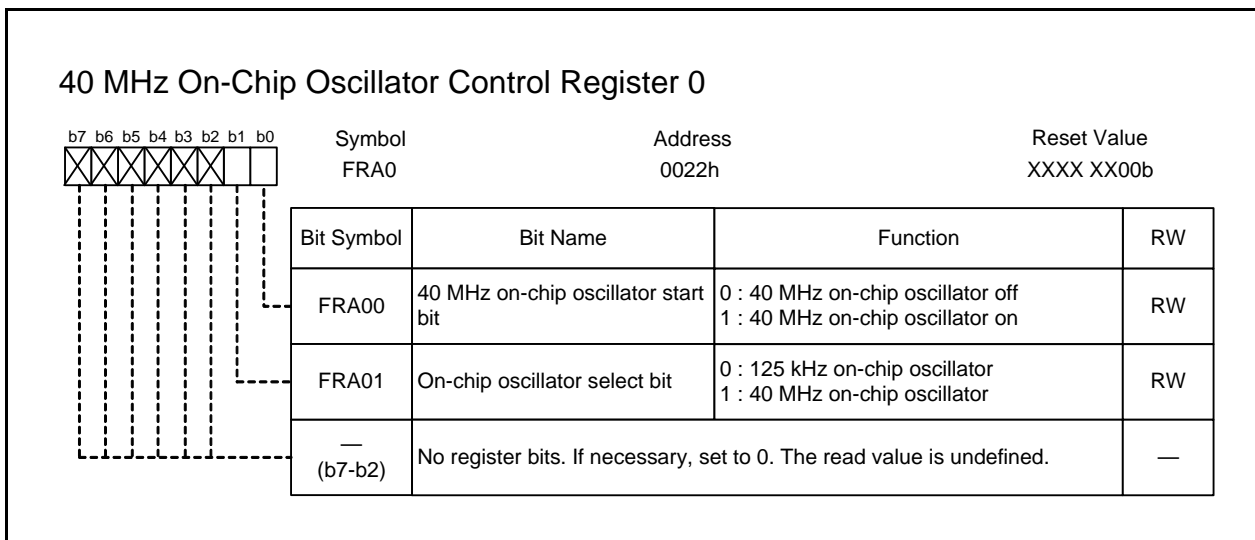 40 MHz On-Chip Oscillator Control Register 0
b7 b6 b5 b4 b3 b2 b1 b0
Symbol Address Reset Value
FRA0 0022h XXXX XX00b
Bit Symbol Bit Name Function RW
FRA00 40 MHz on-chip oscillator start bit 0 : 40 MHz on-chip oscillator off
1 : 40 MHz on-chip oscillator on RW
FRA01 On-chip oscillator select bit 0 : 125 kHz on-chip oscillator
1 : 40 MHz on-chip oscillator RW
—
(b7-b2) No register bits. If necessary, set to 0. The read value is undefined. —